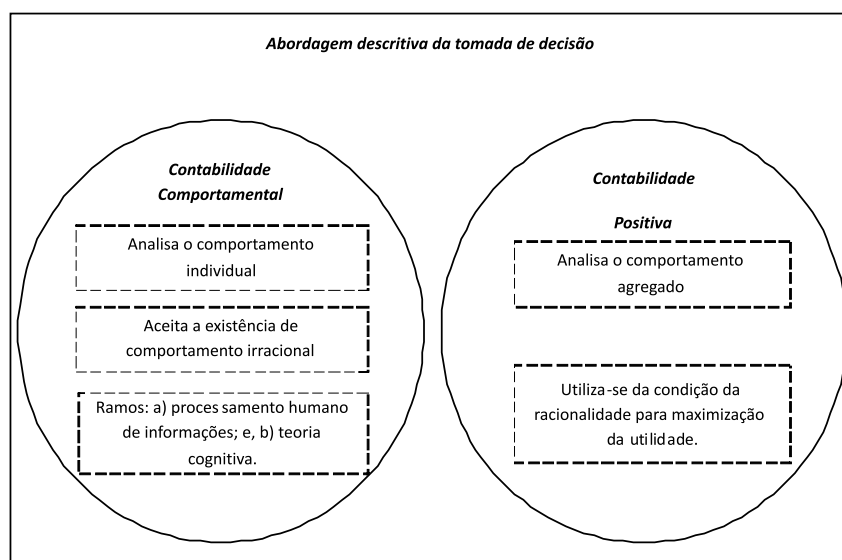 Abordagem descritiva da tomada de decisão
Contabilidade
Comportamental
Analisa o comportamento
individual
Aceita a existência de
comportamento irracional
Ramos: a) proces samento humano
de informações; e, b) teoria
cognitiva.
Contabilidade
Positiva
Analisa o comportamento
agregado
Utiliza-se da condição da
racionalidade para maximização
da utilidade.